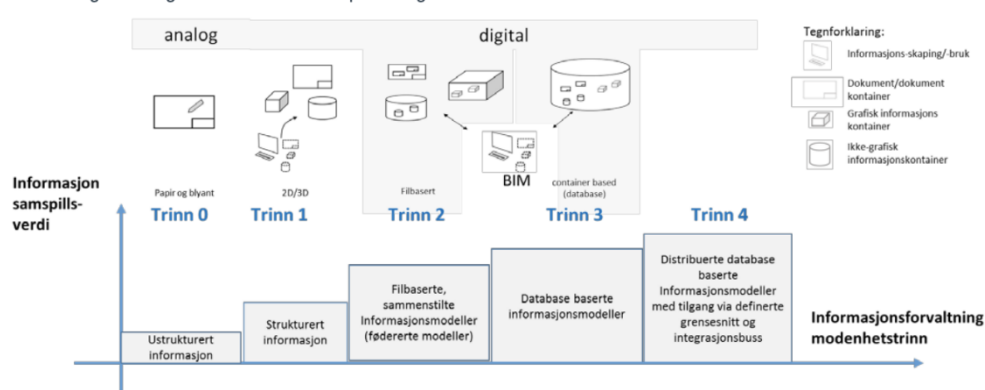 analog
digital
Tegnforklaring:
Informasjons-skaping/-bruk
Dokument/dokument
kontainer
Grafisk informasjons
kontainer
Ikke-grafisk
informasjonskontainer
BIM
Informasjon
samspills-
verdi
Papir og blyant
2D/3D
Filbasert
container based
(database)
Trinn 0
Trinn 1
Trinn 2
Trinn 3
Trinn 4
Ustrukturert
informasjon
Strukturert
informasjon
Filbaserte,
sammenstilte
Informasjonsmodeller
(fødererte modeller)
Database baserte
informasjonsmodeller
Distribuerte database
baserte
Informasjonsmodeller
med tilgang via definerte
grensesnitt og
integrasjonsbuss
Informasjonsforvaltning
modenhetstrinn